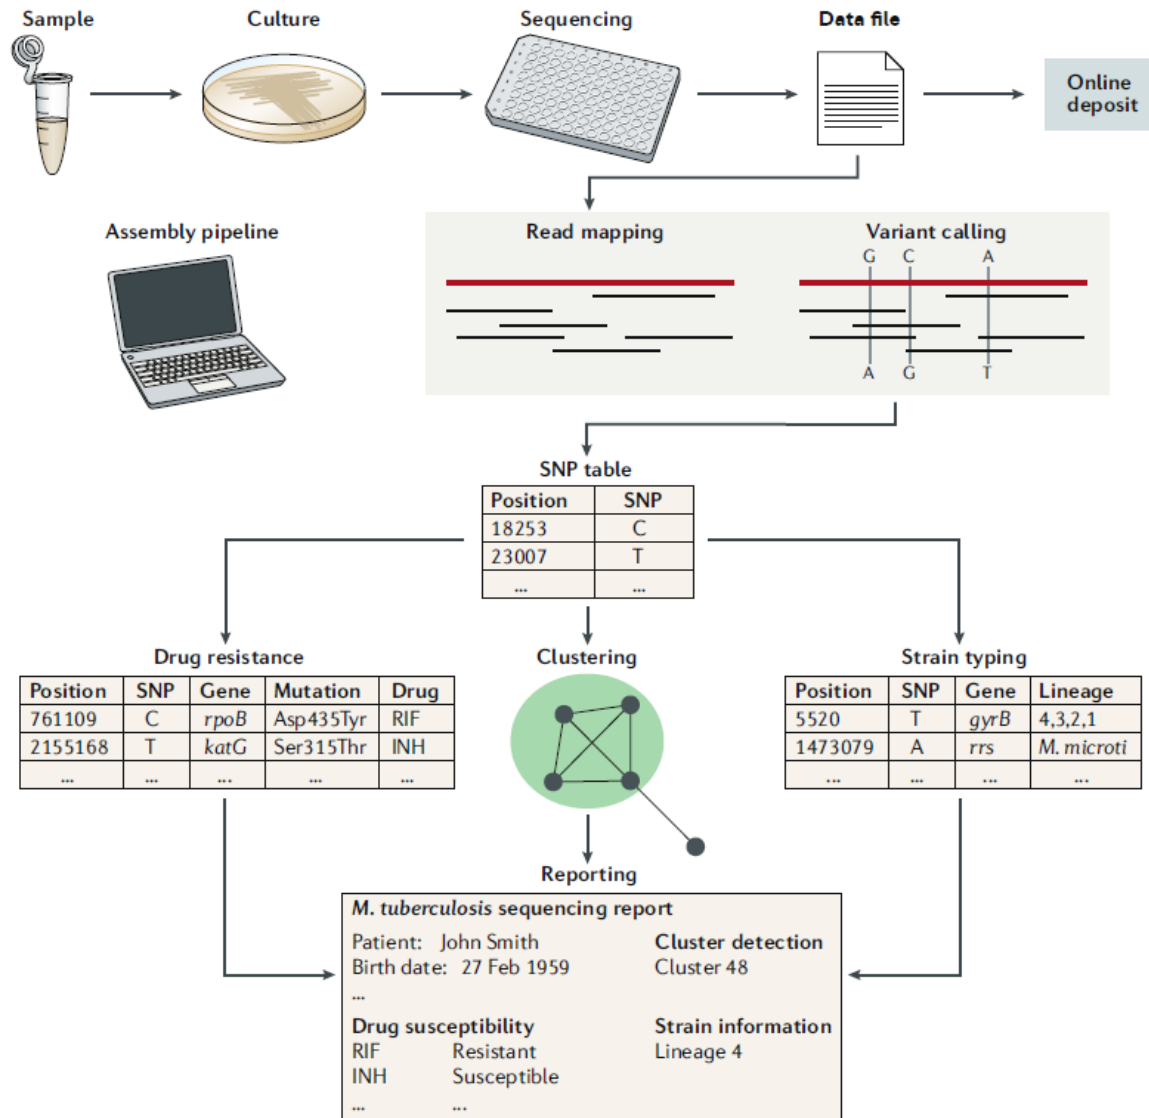 Sample
Culture
Sequencing
Data file
Online
deposit
Assembly pipeline
Read mapping
Variant calling
G C A
A G T
SNP table
Position SNP
18253 C
23007 T
... ...
Drug resistance
Position SNP Gene Mutation Drug
761109 C rpoB Asp435Tyr RIF
2155168 T katG Ser315Thr INH
... ... ... ... ...
Clustering
Strain typing
Position SNP Gene Lineage
5520 T gyrB 4,3,2,1
1473079 A rrs M. microti
... ... ... ...
Reporting
M. tuberculosis sequencing report
Patient: John Smith
Birth date: 27 Feb 1959
...
Cluster detection
Cluster 48
Drug susceptibility
RIF Resistant
INH Susceptible
... ...
Strain information
Lineage 4